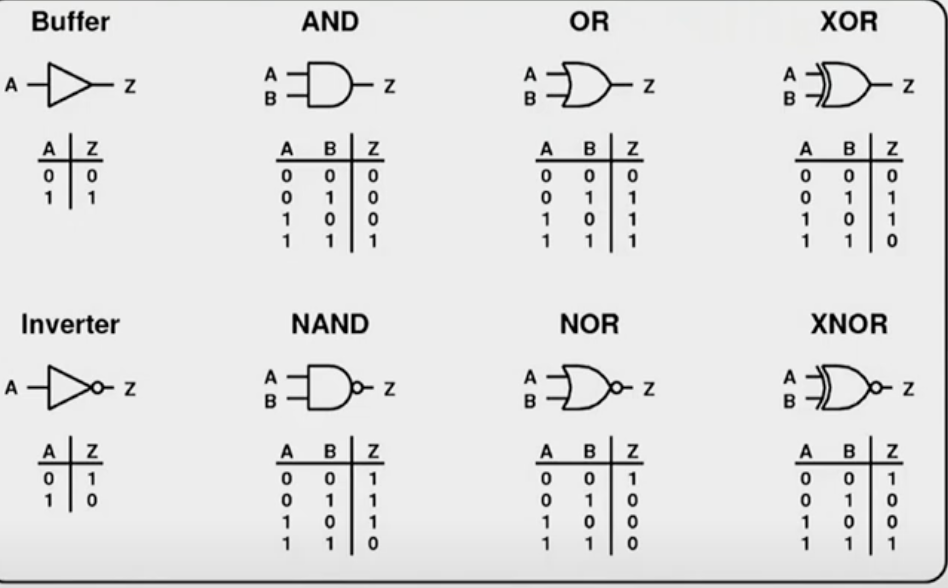 Buffer AND OR XOR
A Z A B Z A B Z A B Z
A Z A B Z A B Z A B Z
0 0 0 0 0 0 0 0 0 0 0
1 1 0 1 0 0 1 1 0 1 1
1 0 0 1 0 1 1 0 1
1 1 1 1 1 1 1 1 0
Inverter NAND NOR XNOR
A Z A B Z A B Z A B Z
A Z A B Z A B Z A B Z
0 1 0 0 1 0 0 1 0 0 1
1 0 0 1 1 0 1 0 0 1 0
1 0 1 1 0 0 1 0 0
1 1 0 1 1 0 1 1 1